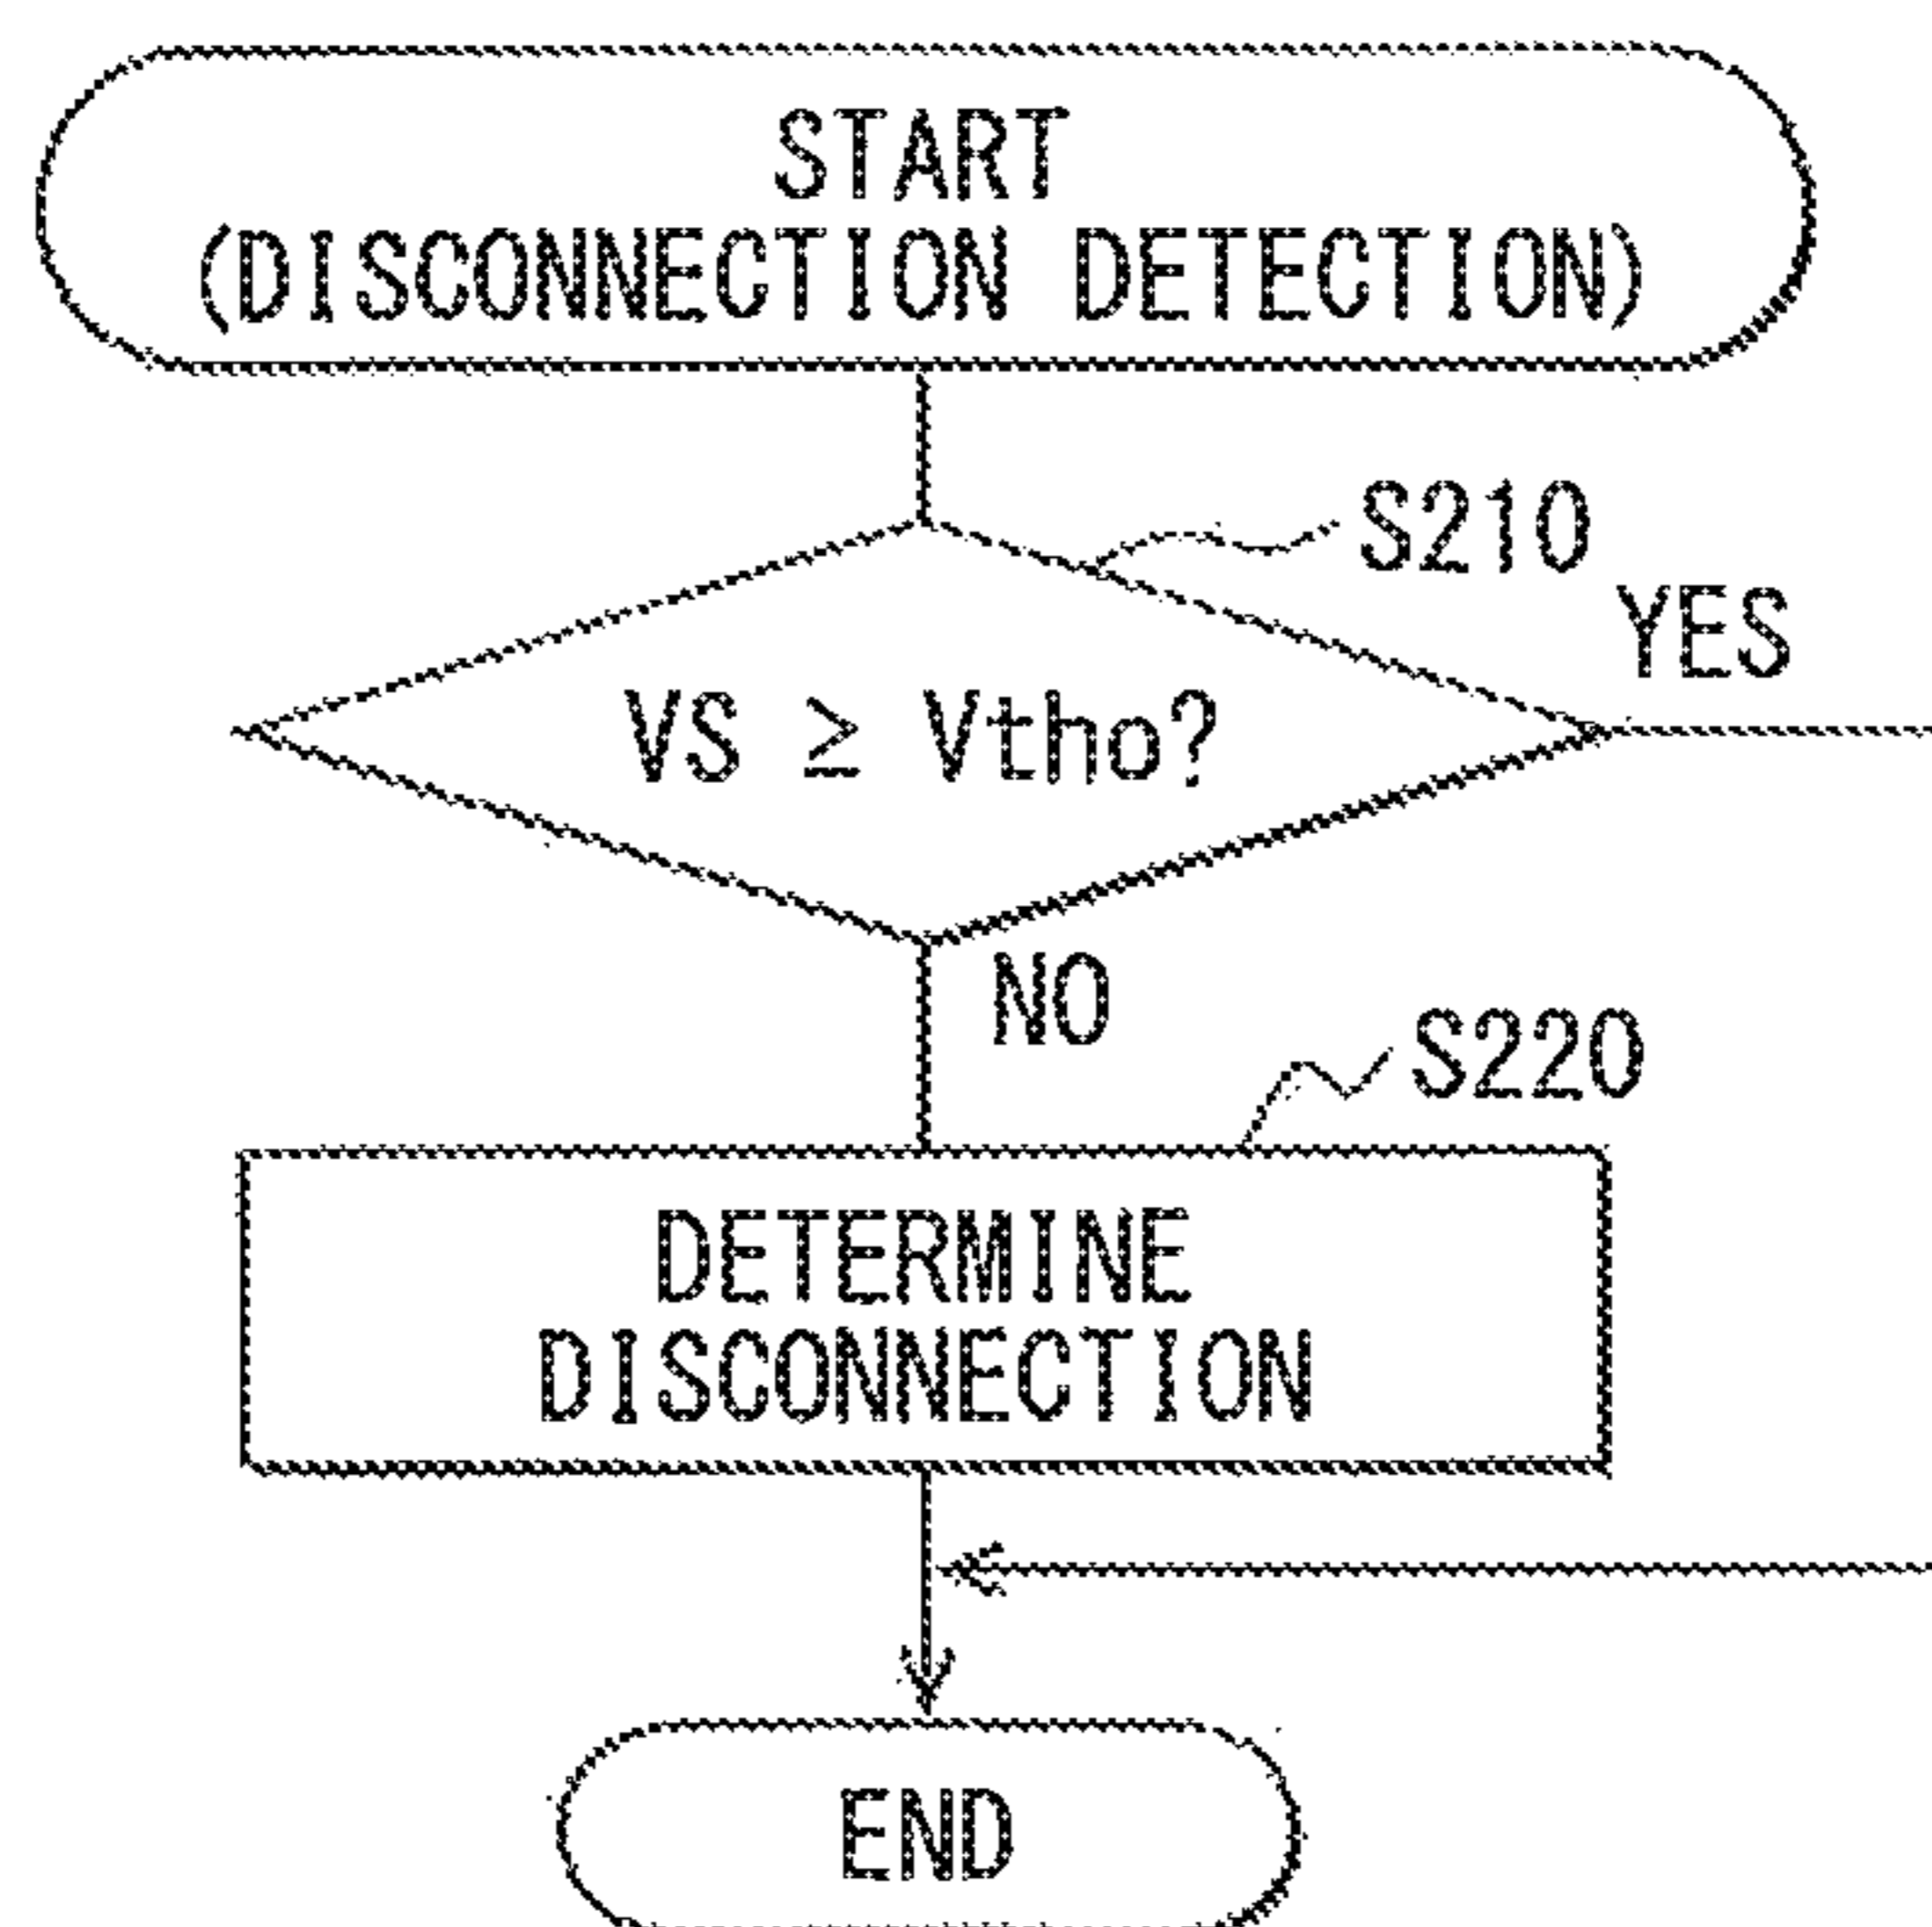 START
(DISCONNECTION DETECTION)
S210
YES
VS ≥ Vtho?
NO
S220
DETERMINE
DISCONNECTION
END